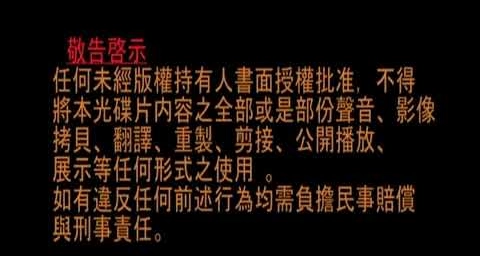 敬告啓示
任何未經版權持有人書面授權批准, 不得
將本光碟片内容之全部或是部份聲音、影像
拷貝、翻譯、重製、剪接、公開播放、
展示等任何形式之使用 。
如有違反任何前述行為均需負擔民事賠償
與刑事責任。